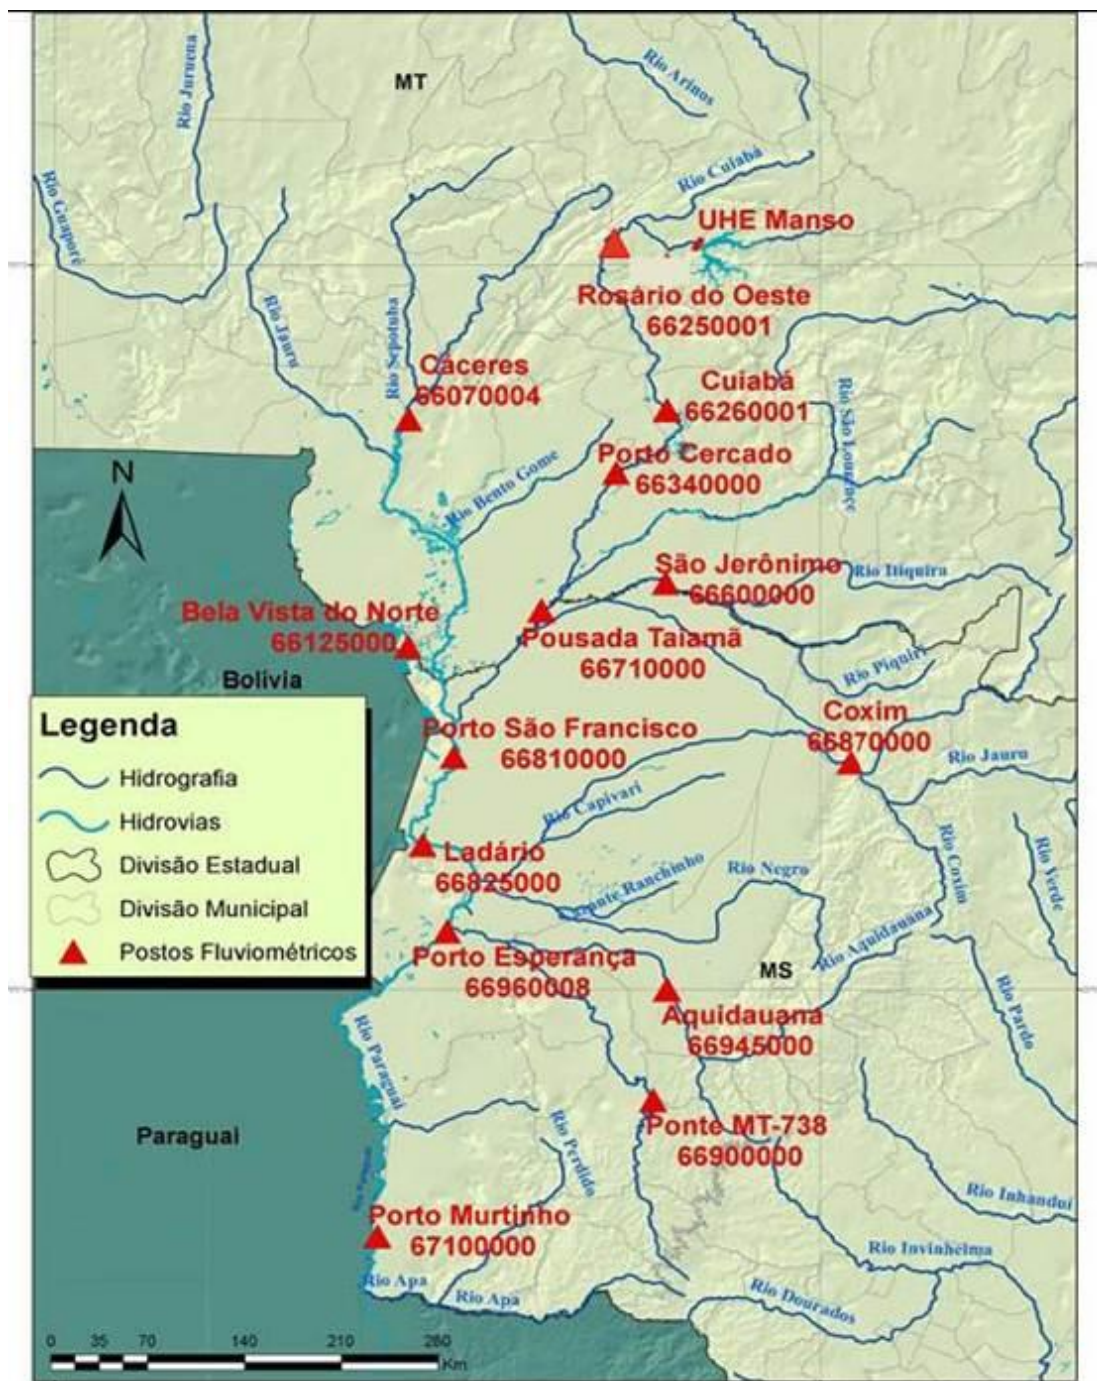 MT
Rio Juruena
Rio Arinos
Rio Guaporé
Rio Cuiabá
UHE Manso
Rosário do Oeste
66250001
Rio Jauru
Rio Sepotuba
Cáceres
66070004
Cuiabá
66260001
Rio São Lourenço
N
Porto Cercado
66340000
Rio Bento Gome
São Jerônimo
66600000
Rio Itiquira
Bela Vista do Norte
66125000
Pousada Taiamã
66710000
Rio Piquiri
Bolívia
Coxim
66870000
Porto São Francisco
66810000
Rio Jauru
Legenda
Hidrografia
Hidrovias
Divisão Estadual
Divisão Municipal
Postos Fluviométricos
Rio Capivari
Ladário
66825000
Rio Coxim
Rio Verde
Ranchinho
Rio Negro
Rio Aquidauana
Porto Esperança
66960008
MS
Aquidauana
66945000
Rio Pardo
Rio Paraguai
Paraguai
Ponte MT-738
66900000
Rio Perdido
Rio Inhanduí
Porto Murtinho
67100000
Rio Invinheima
Rio Apa
Rio Apa
Rio Dourados
0 35 70 140 210 280
Km